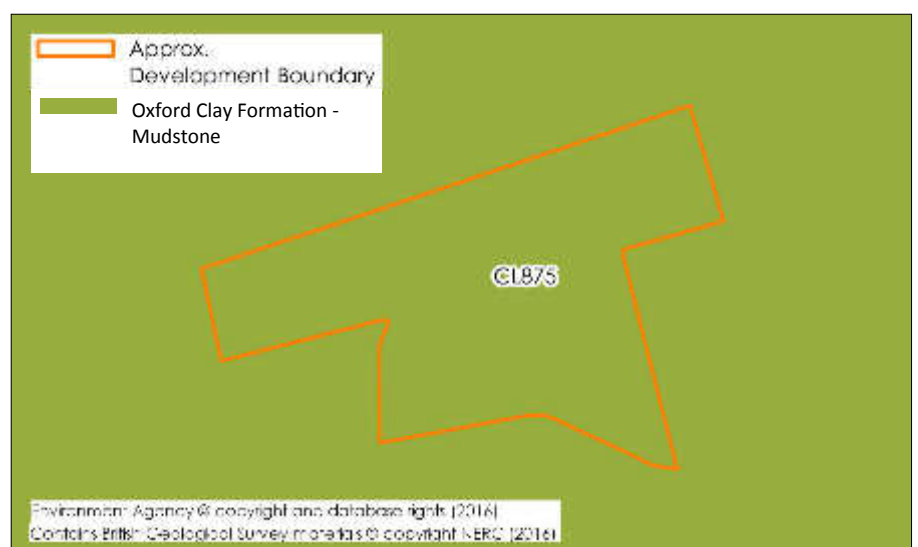 Approx.
Development Boundary
Oxford Clay Formation -
Mudstone
CL875
Environment Agency © copyright and database rights (2016)
Contains British Geological Survey materials © copyright NERC (2016)